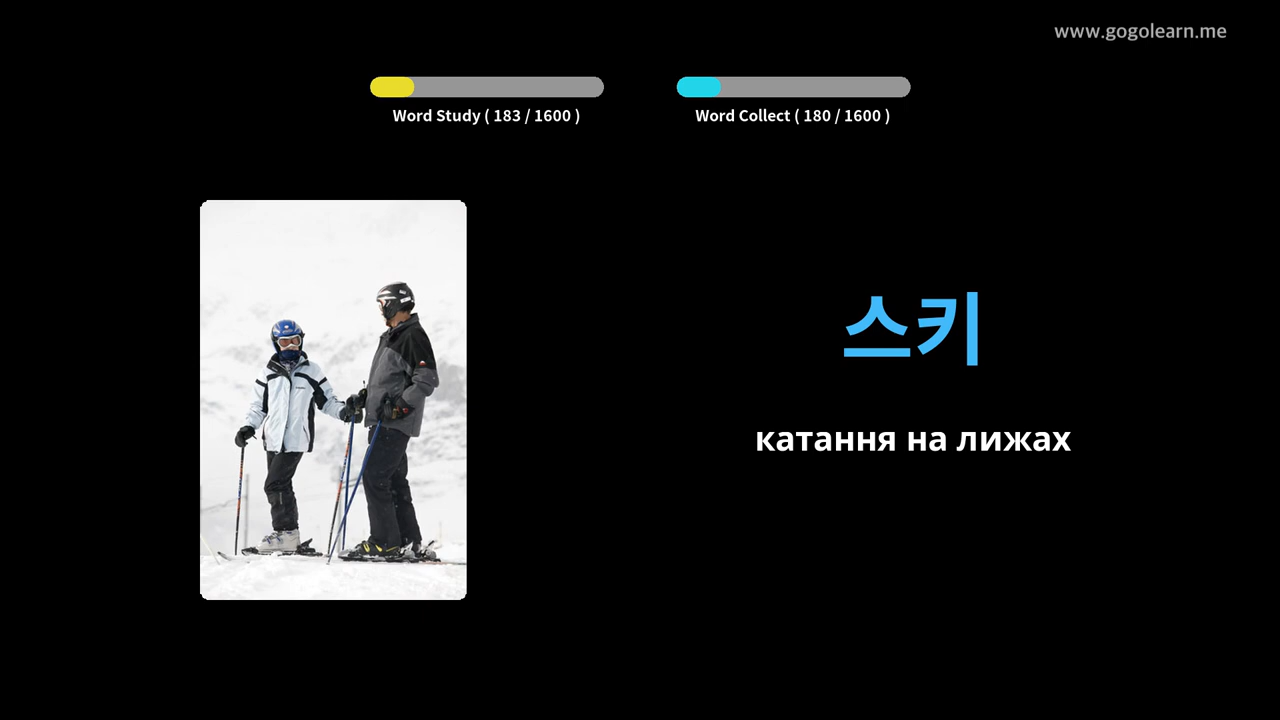 www.gogolearn.me
Word Study ( 183 / 1600 )
Word Collect ( 180 / 1600 )
스키
катання на лижах